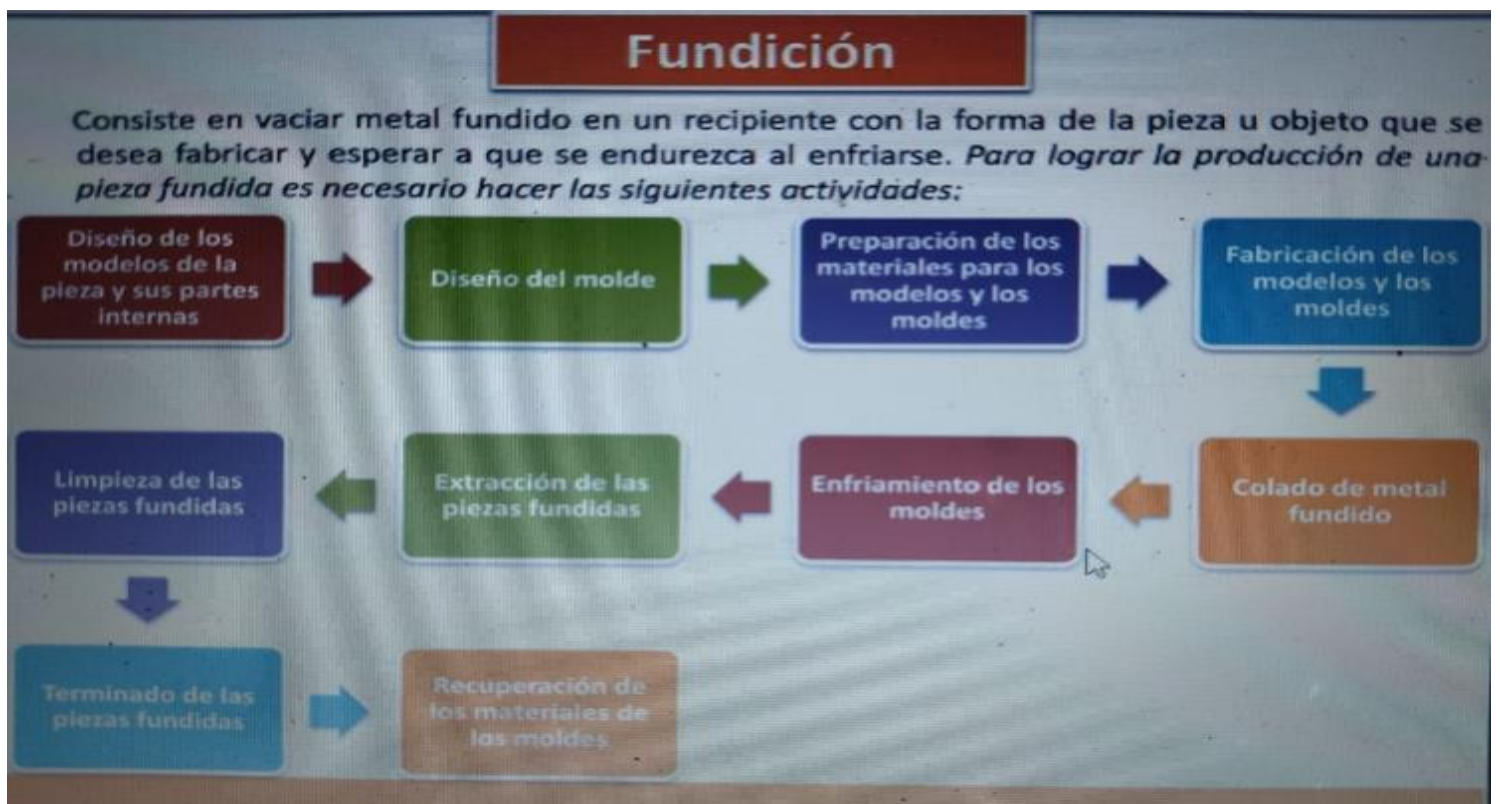 Fundición
Consiste en vaciar metal fundido en un recipiente con la forma de la pieza u objeto que se
desea fabricar y esperar a que se endurezca al enfriarse. Para lograr la producción de una
pieza fundida es necesario hacer las siguientes actividades:
Diseño de los
modelos de la
pieza y sus partes
internas
Diseño del molde
Preparación de los
materiales para los
modelos y los
moldes
Fabricación de los
modelos y los
moldes
Colado de metal
fundido
Enfriamiento de los
moldes
Extracción de las
piezas fundidas
Limpieza de las
piezas fundidas
Terminado de las
piezas fundidas
Recuperación de
los materiales de
los moldes